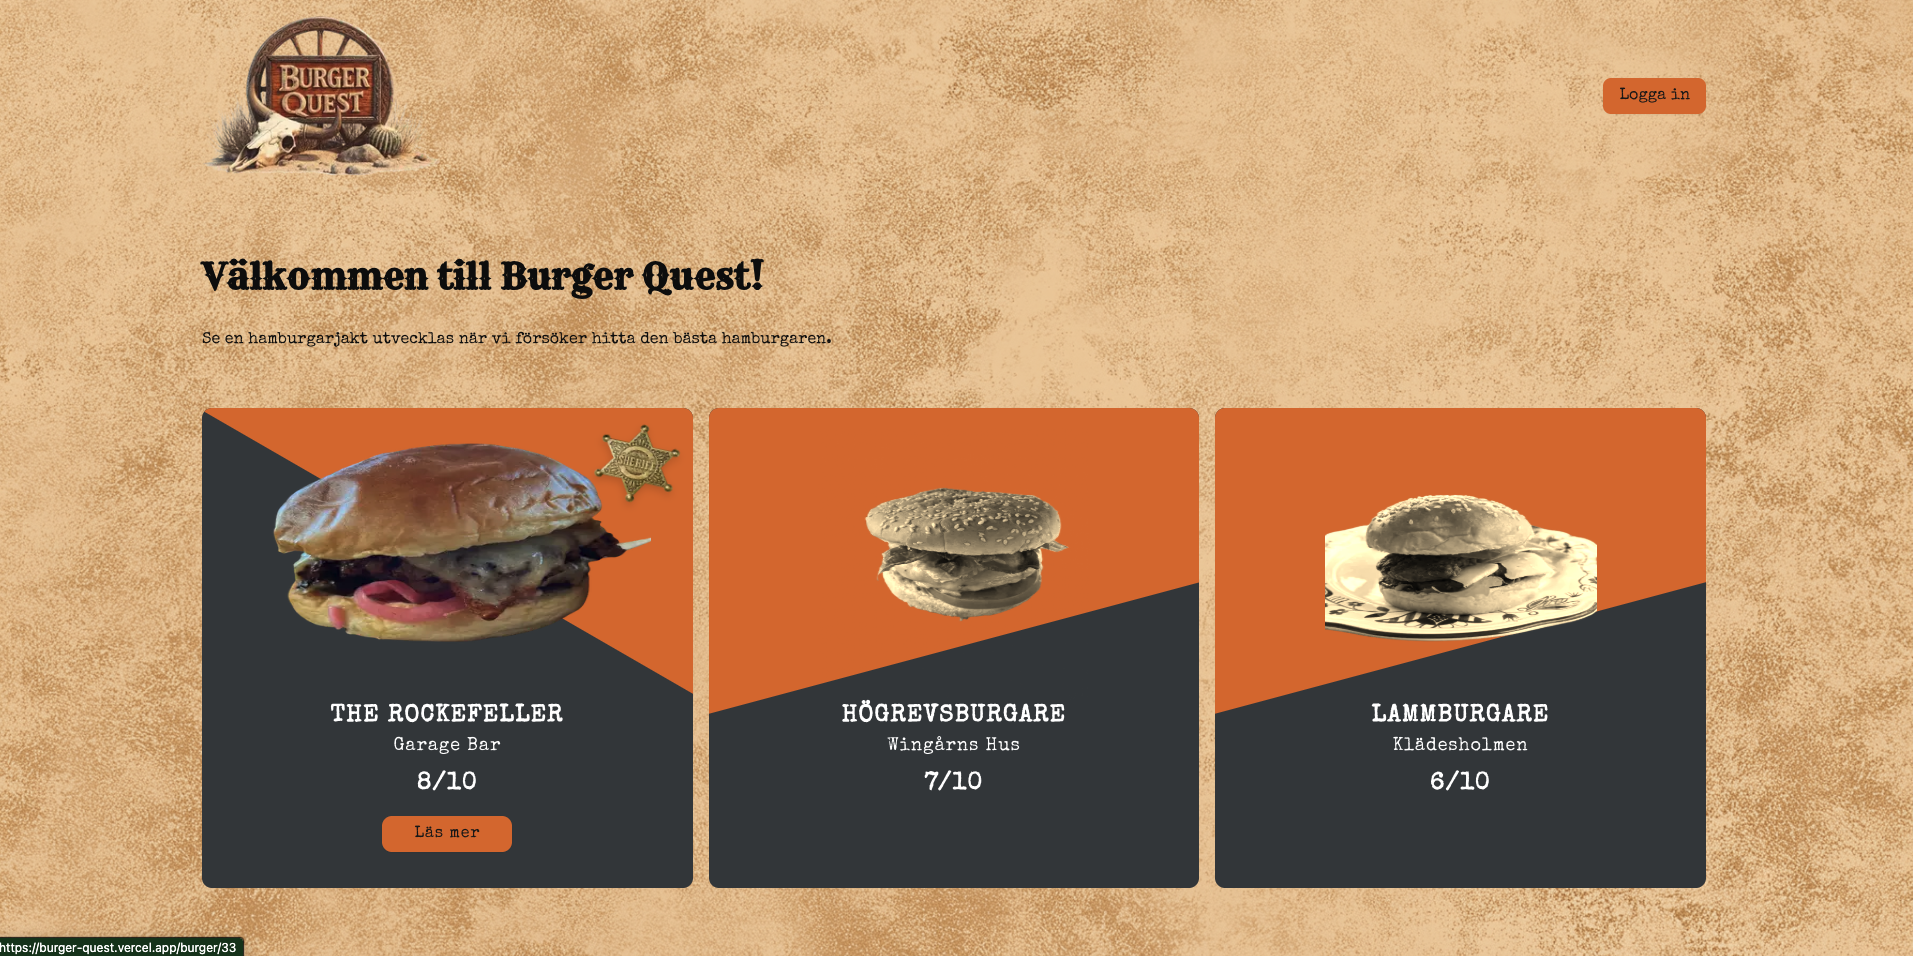 BURGER
QUEST
Logga in
Välkommen till Burger Quest!
Se en hamburgarjakt utvecklas när vi försöker hitta den bästa hamburgaren.
SHERIFF
THE ROCKEFELLER
Garage Bar
8/10
Läs mer
HÖGREVSBURGARE
Wingårns Hus
7/10
LAMMBURGARE
Klädesholmen
6/10
https://burger-quest.vercel.app/burger/33